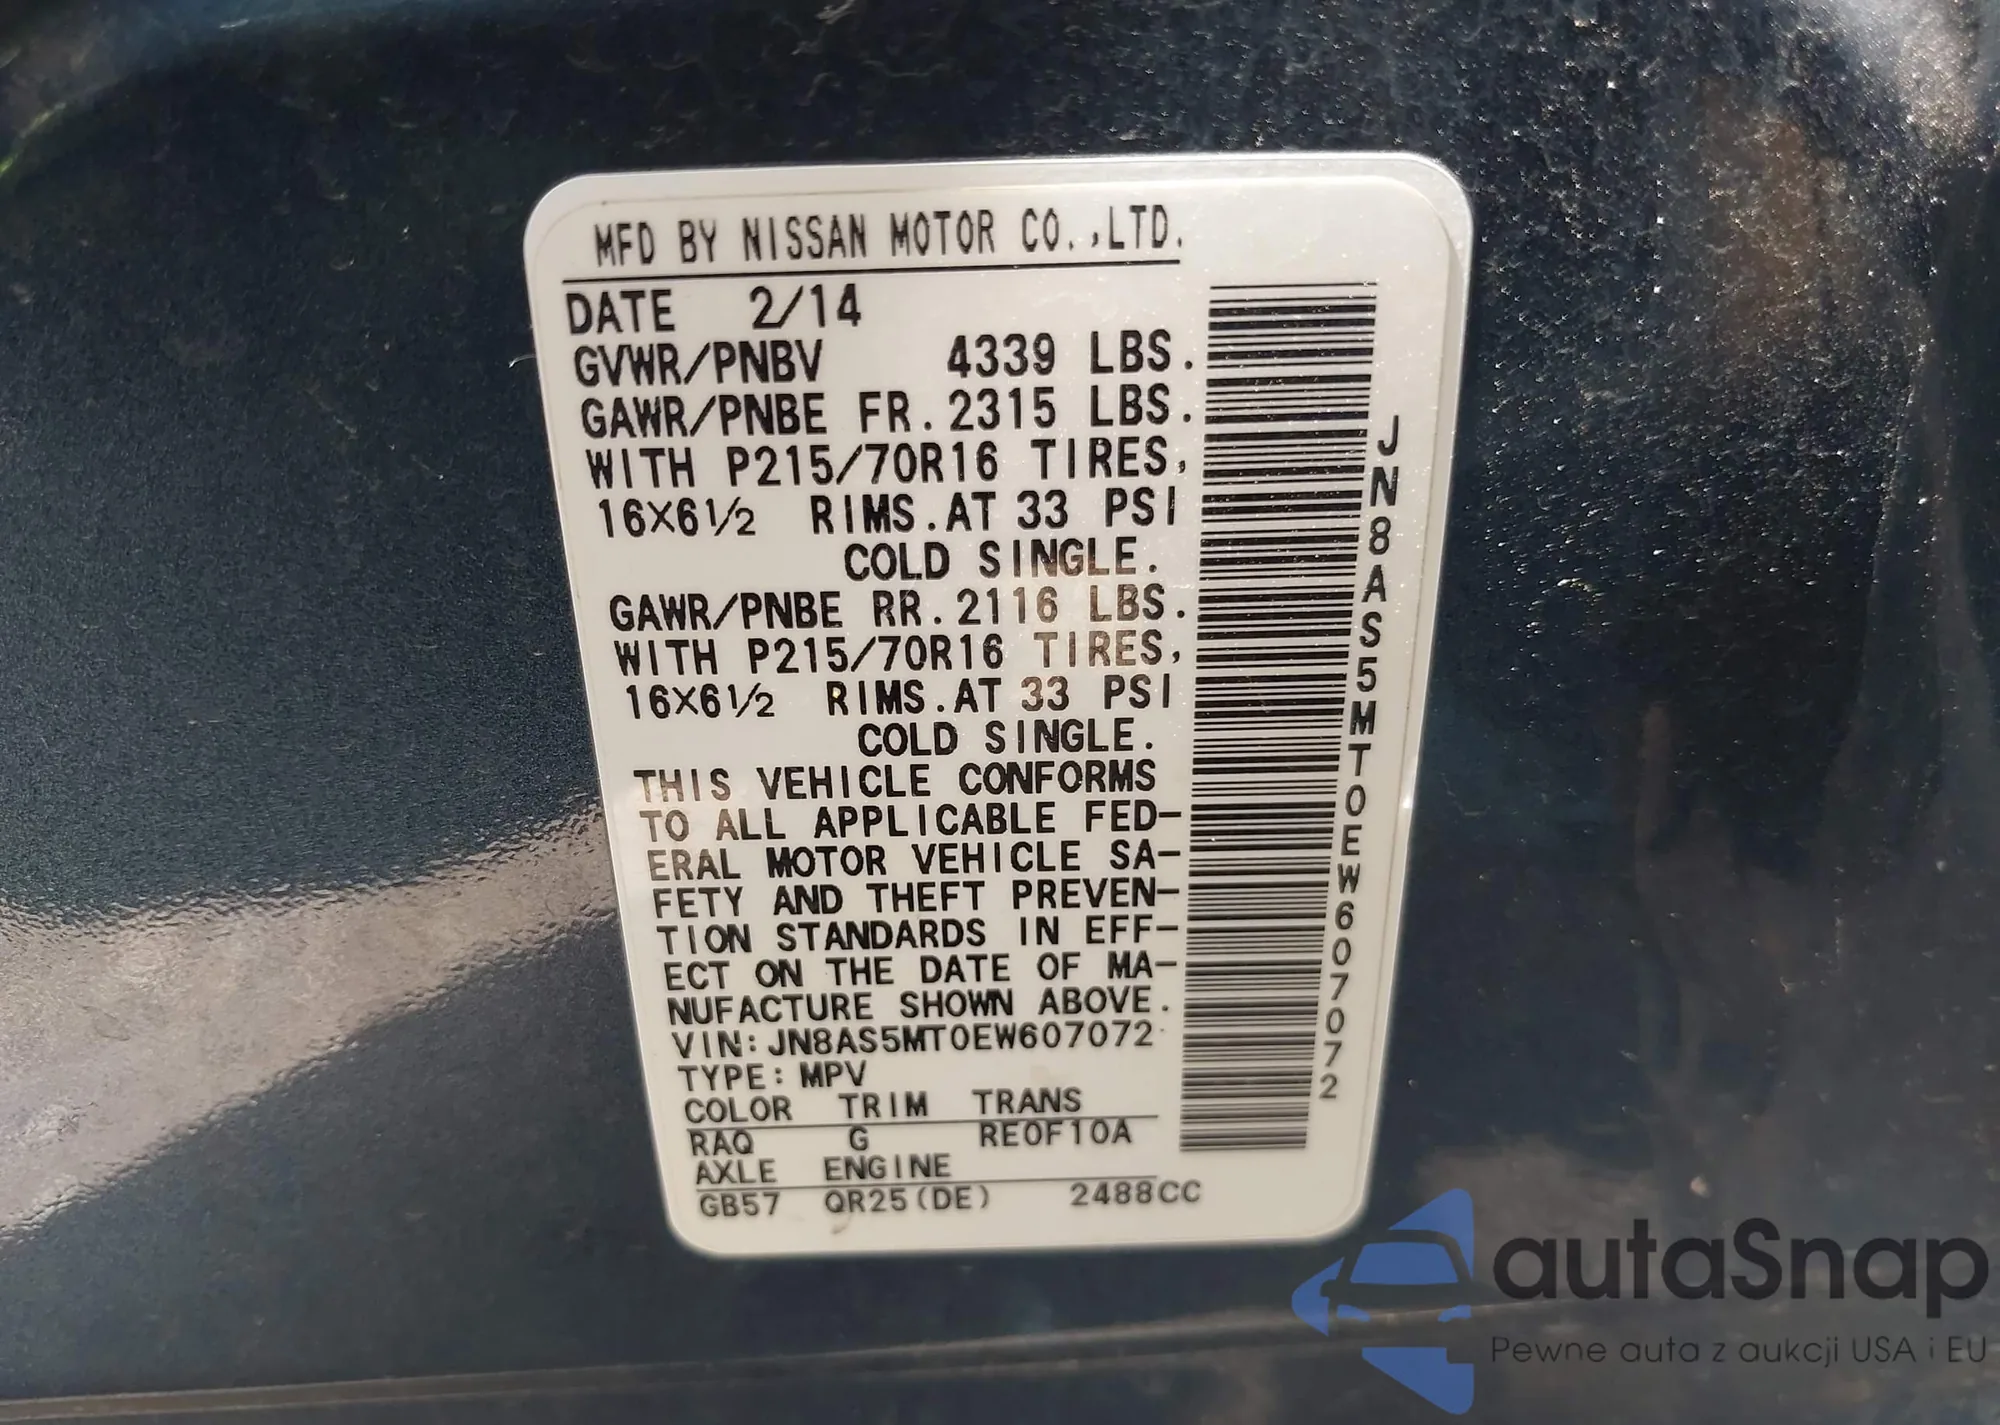 MFD BY NISSAN MOTOR CO.,LTD.
DATE 2/14
GVWR/PNBV 4339 LBS.
GAWR/PNBE FR.2315 LBS.
WITH P215/70R16 TIRES,
16X6½ RIMS.AT 33 PSI
COLD SINGLE.
GAWR/PNBE RR.2116 LBS.
WITH P215/70R16 TIRES,
16X6½ RIMS.AT 33 PSI
COLD SINGLE.
THIS VEHICLE CONFORMS
TO ALL APPLICABLE FED-
ERAL MOTOR VEHICLE SA-
FETY AND THEFT PREVEN-
TION STANDARDS IN EFF-
ECT ON THE DATE OF MA-
NUFACTURE SHOWN ABOVE.
VIN:JN8AS5MT0EW607072
TYPE:MPV
COLOR TRIM TRANS
RAQ G RE0F10A
AXLE ENGINE
GB57 QR25(DE) 2488CC
JN8AS5MT0EW607072
autaSnap
Pewne auta z aukcji USA i EU